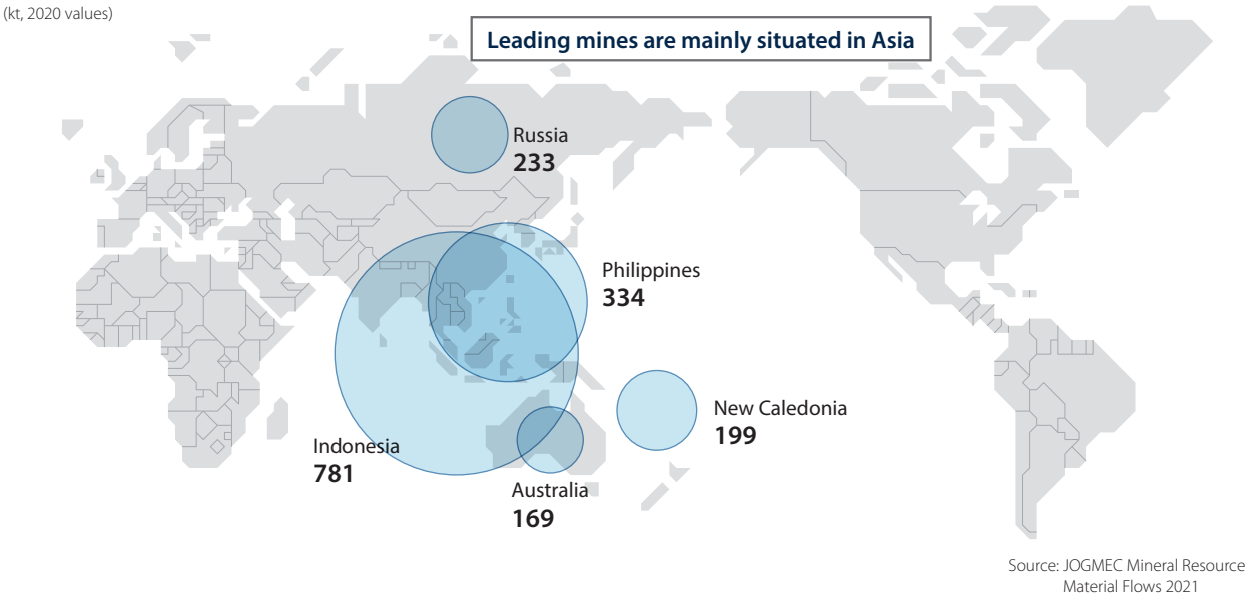 (kt, 2020 values)
Leading mines are mainly situated in Asia
Russia
233
Philippines
334
New Caledonia
199
Indonesia
781
Australia
169
Source: JOGMEC Mineral Resource
Material Flows 2021